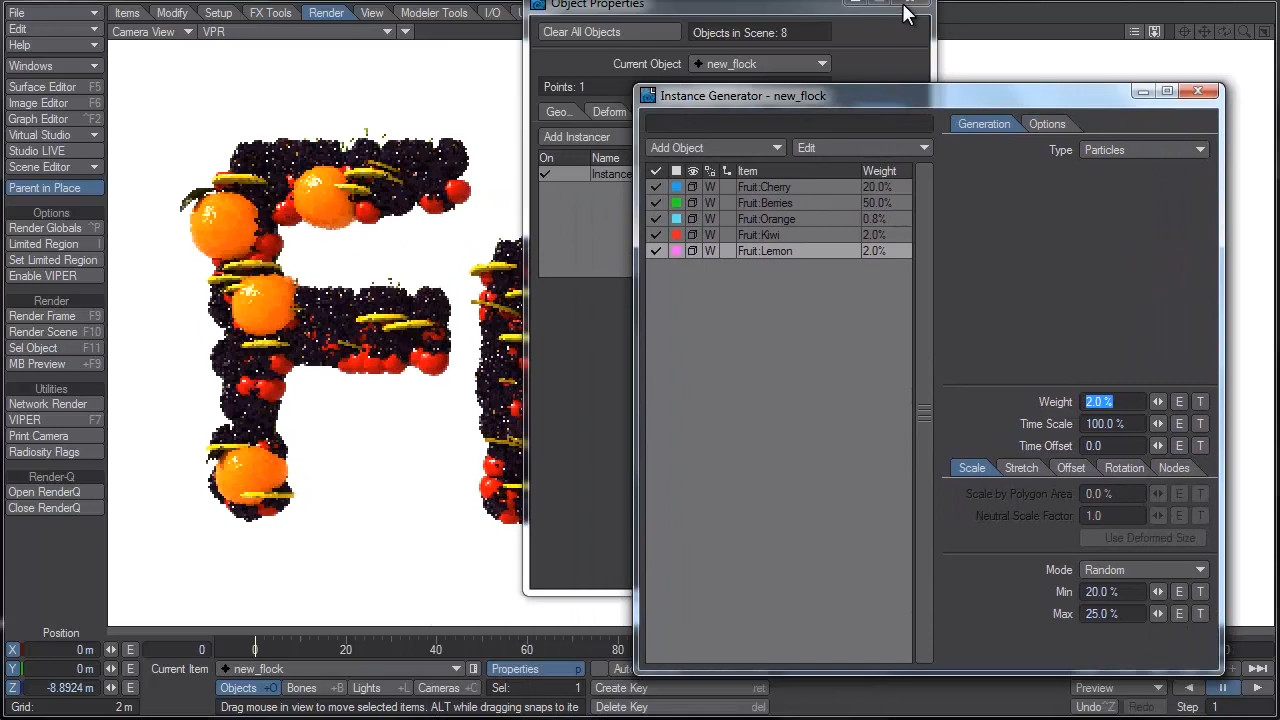 File
Edit
Help
Windows
Surface Editor F5
Image Editor F6
Graph Editor ^F2
Virtual Studio
Studio LIVE
Scene Editor
Parent in Place
Options
Render Globals ^P
Limited Region l
Set Limited Region
Enable VIPER
Render
Render Frame F9
Render Scene F10
Sel Object F11
MB Preview +F9
Utilities
Network Render
VIPER F7
Print Camera
Radiosity Flags
Render-Q
Open RenderQ
Close RenderQ
Items Modify Setup FX Tools Render View Modeler Tools I/O
Camera View VPR
Object Properties
Clear All Objects Objects in Scene: 8
Current Object new_flock
Points: 1
Geo... Deform
Add Instancer
On Name
Instance
Instance Generator - new_flock
Add Object Edit
Item Weight
W Fruit:Cherry 20.0%
W Fruit:Berries 50.0%
W Fruit:Orange 0.8%
W Fruit:Kiwi 2.0%
W Fruit:Lemon 2.0%
Generation Options
Type Particles
Weight 2.0 % E T
Time Scale 100.0 % E T
Time Offset 0.0 E T
Scale Stretch Offset Rotation Nodes
Scale by Polygon Area 0.0 % E T
Neutral Scale Factor 1.0 E T
Use Deformed Size
Mode Random
Min 20.0 % E T
Max 25.0 % E T
Position
X 0 m E
Y 0 m E
Z -8.8924 m E
Grid: 2 m
0 0 20 40 60 80
Current Item new_flock Properties p Auto
Objects +O Bones +B Lights +L Cameras +C Sel: 1
Drag mouse in view to move selected items. ALT while dragging snaps to ite
Create Key ret
Delete Key del
Preview
Undo^Z Redo Step 1